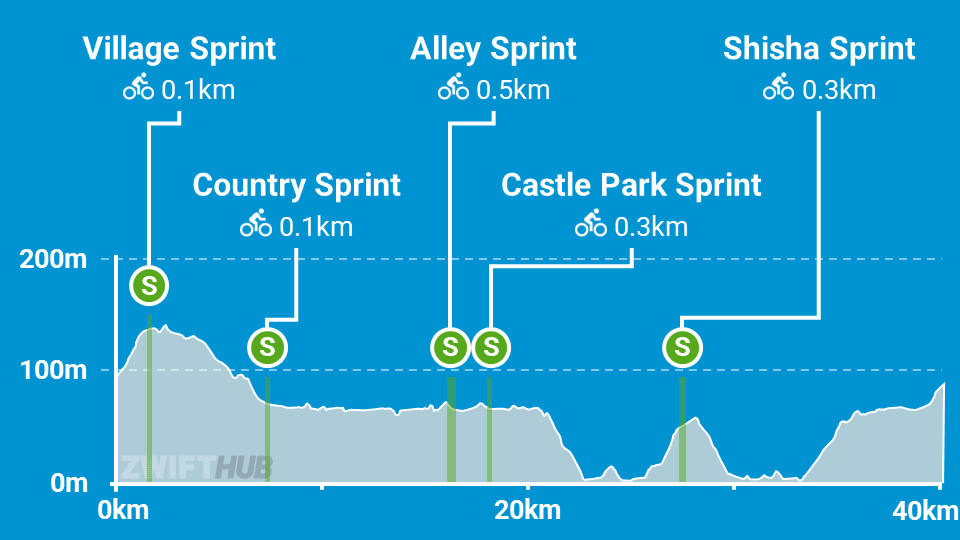 Village Sprint
0.1km
Alley Sprint
0.5km
Shisha Sprint
0.3km
Country Sprint
0.1km
Castle Park Sprint
0.3km
200m
S
S
S
S
S
100m
ZWIFTHUB
0m
0km
20km
40km